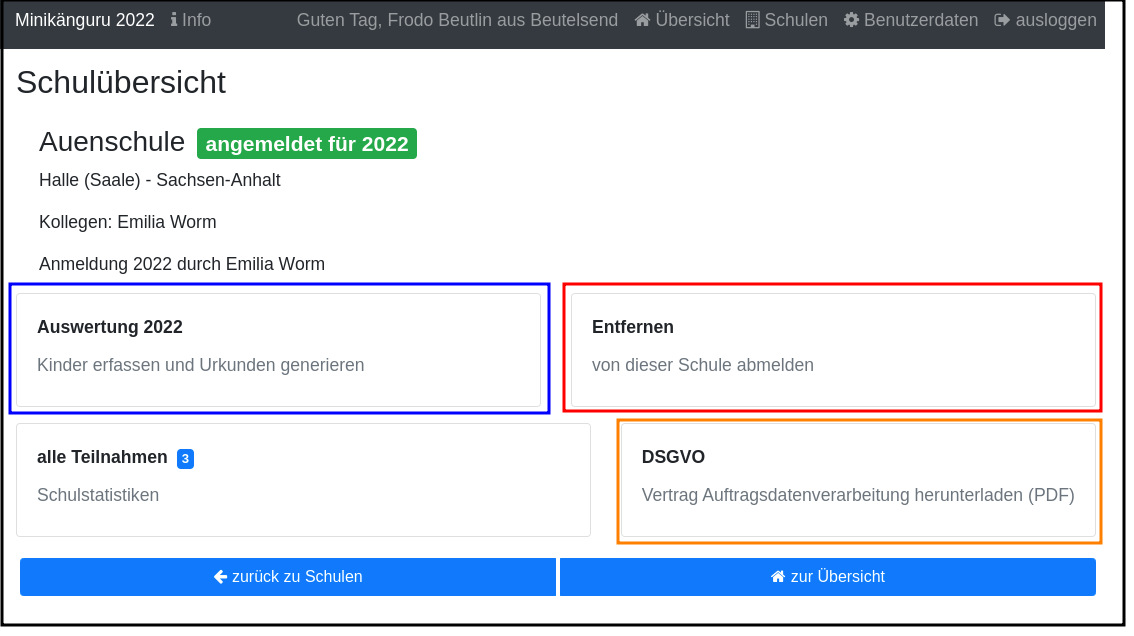 Minikänguru 2022 Info Guten Tag, Frodo Beutlin aus Beutelsend Übersicht Schulen Benutzerdaten ausloggen
Schulübersicht
Auenschule angemeldet für 2022
Halle (Saale) - Sachsen-Anhalt
Kollegen: Emilia Worm
Anmeldung 2022 durch Emilia Worm
Auswertung 2022
Kinder erfassen und Urkunden generieren
Entfernen
von dieser Schule abmelden
alle Teilnahmen 3
Schulstatistiken
DSGVO
Vertrag Auftragsdatenverarbeitung herunterladen (PDF)
zurück zu Schulen
zur Übersicht